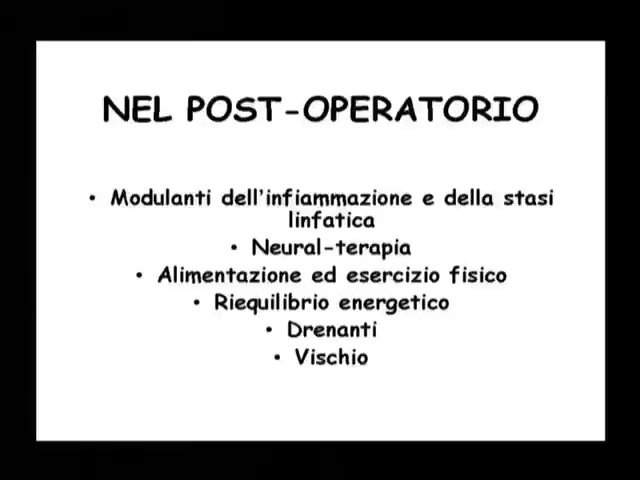 NEL POST-OPERATORIO
• Modulanti dell'infiammazione e della stasi
linfatica
• Neural-terapia
• Alimentazione ed esercizio fisico
• Riequilibrio energetico
• Drenanti
• Vischio